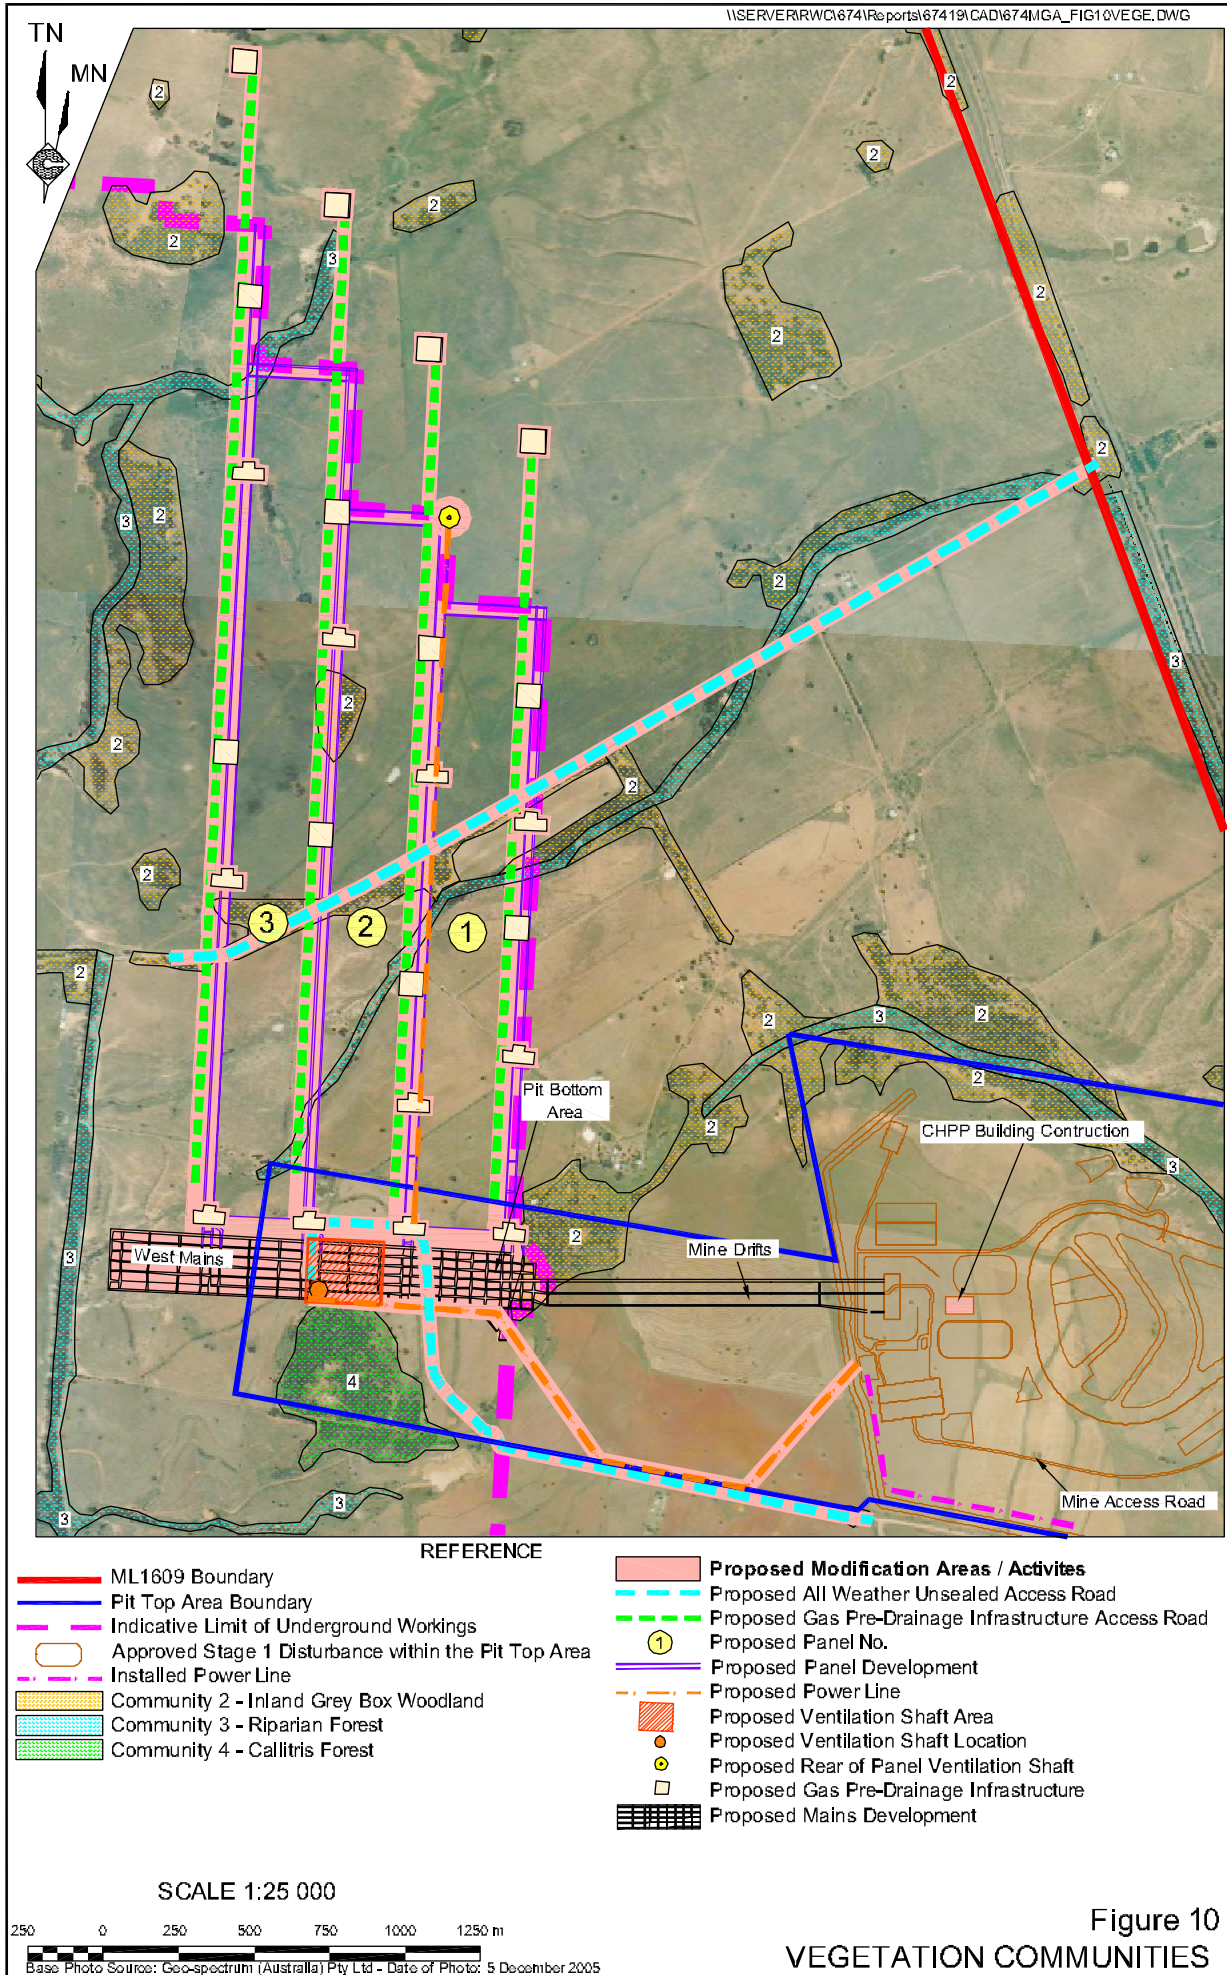 \\SERVER\RWC\674\Reports\67419\CAD\674MGA_FIG10VEGE.DWG
TN
MN
2
2
2
2
2
2
3
2
2
2
3
2
2
3
2
2
2
2
3
2
1
2
2
3
2
2
Pit Bottom
Area
2
CHPP Building Contruction
3
2
3
West Mains
Mine Drifts
4
3
3
Mine Access Road
REFERENCE
ML1609 Boundary
Pit Top Area Boundary
Indicative Limit of Underground Workings
Approved Stage 1 Disturbance within the Pit Top Area
Installed Power Line
Community 2 - Inland Grey Box Woodland
Community 3 - Riparian Forest
Community 4 - Callitris Forest
Proposed Modification Areas / Activites
Proposed All Weather Unsealed Access Road
Proposed Gas Pre-Drainage Infrastructure Access Road
1
Proposed Panel No.
Proposed Panel Development
Proposed Power Line
Proposed Ventilation Shaft Area
Proposed Ventilation Shaft Location
Proposed Rear of Panel Ventilation Shaft
Proposed Gas Pre-Drainage Infrastructure
Proposed Mains Development
SCALE 1:25 000
250 0 250 500 750 1000 1250 m
Base Photo Source: Geo-spectrum (Australia) Pty Ltd - Date of Photo: 5 December 2005
Figure 10
VEGETATION COMMUNITIES